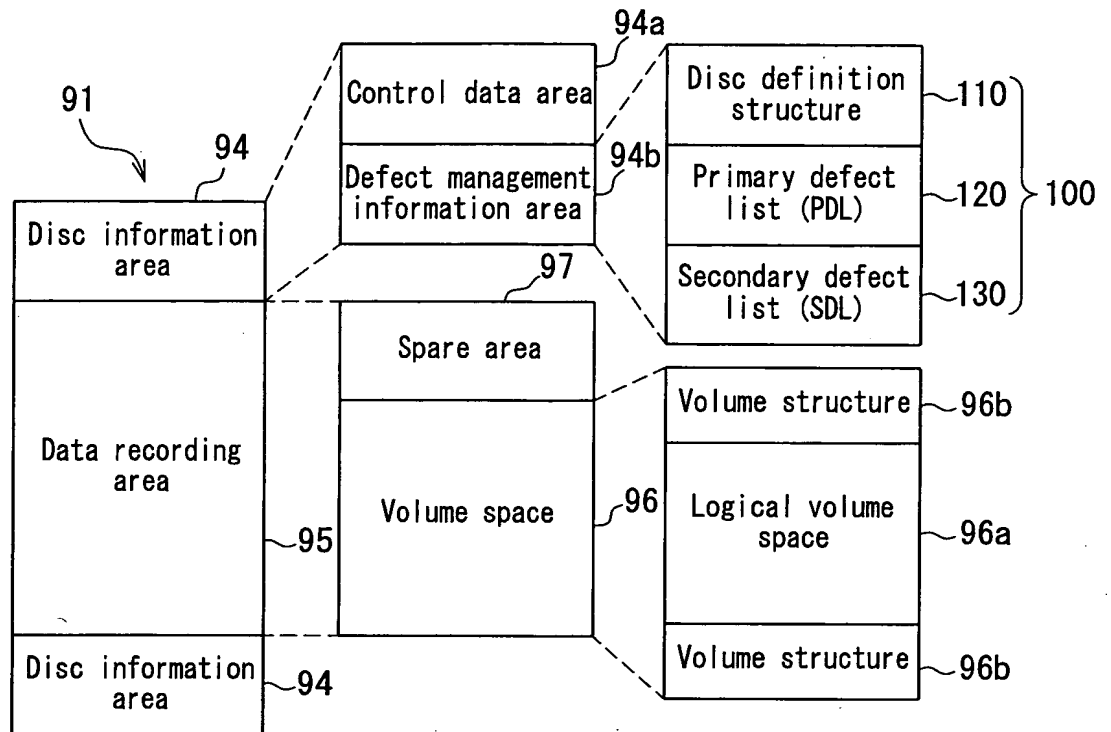 91
94
Disc information
area
Data recording
area
95
Disc information
area
94
94a
Control data area
94b
Defect management
information area
97
Spare area
Volume space
96
Disc definition
structure
110
Primary defect
list (PDL)
120
100
Secondary defect
list (SDL)
130
Volume structure
96b
Logical volume
space
96a
Volume structure
96b